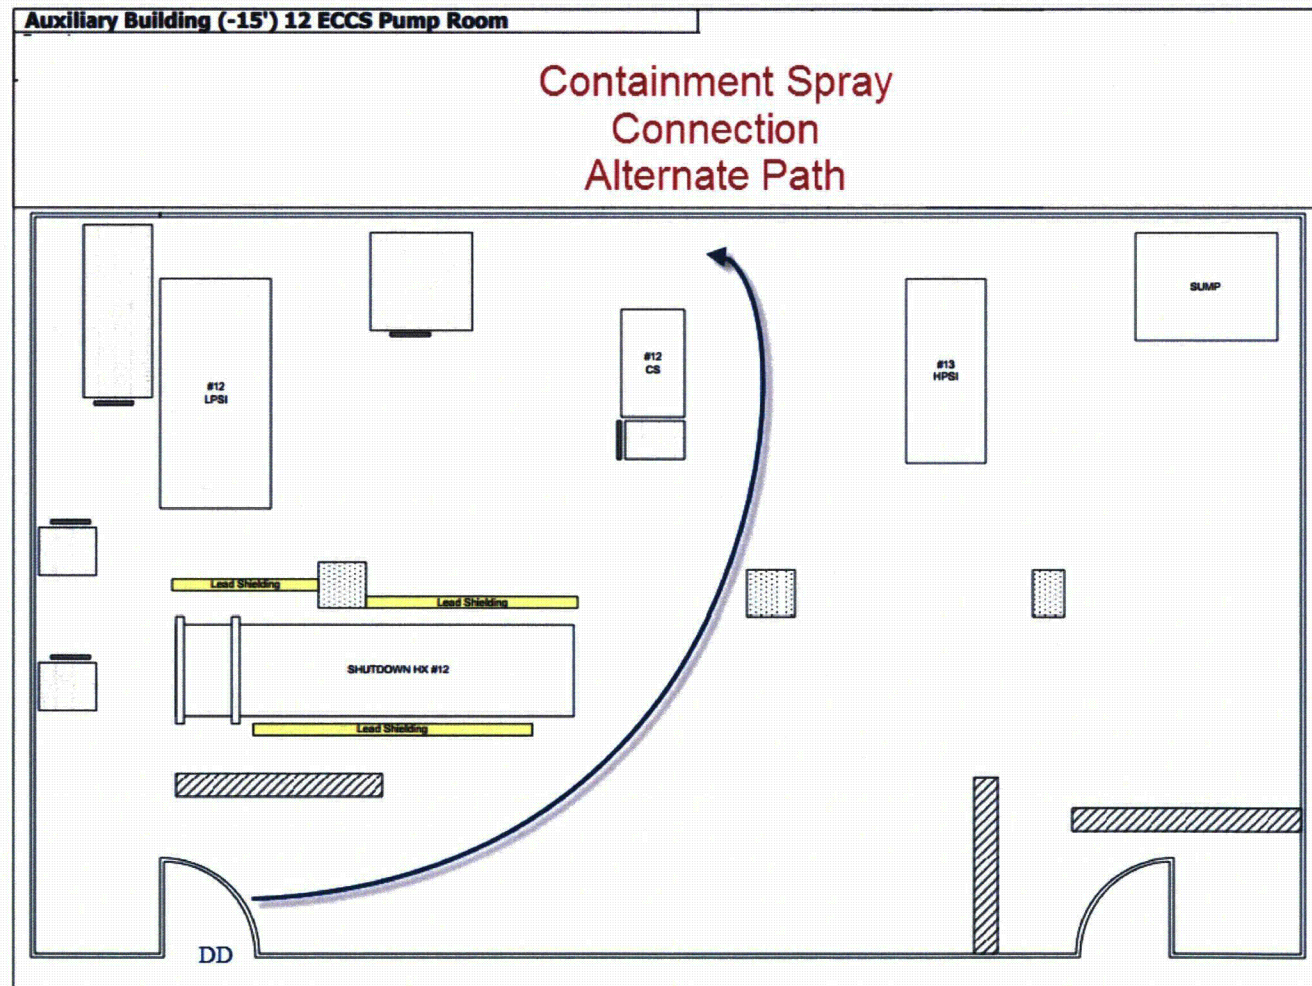 Auxiliary Building (-15') 12 ECCS Pump Room
Containment Spray
Connection
Alternate Path
SUMP
#12
CS
#13
HPSI
#12
LPSI
Lead Shielding
Lead Shielding
SHUTDOWN HX #12
Lead Shielding
DD